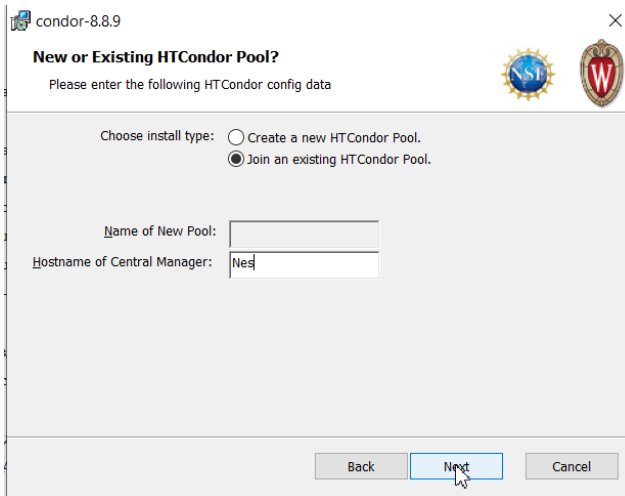 condor-8.8.9
New or Existing HTCondor Pool?
Please enter the following HTCondor config data
NSF
W
Choose install type:
Create a new HTCondor Pool.
Join an existing HTCondor Pool.
Name of New Pool:
Hostname of Central Manager: Nes
Back Next Cancel